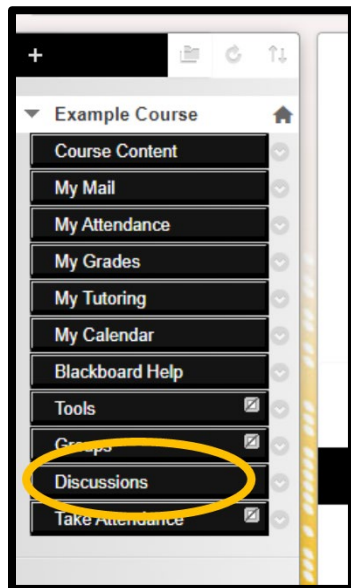 Example Course
Course Content
My Mail
My Attendance
My Grades
My Tutoring
My Calendar
Blackboard Help
Tools
Groups
Discussions
Take Attendance